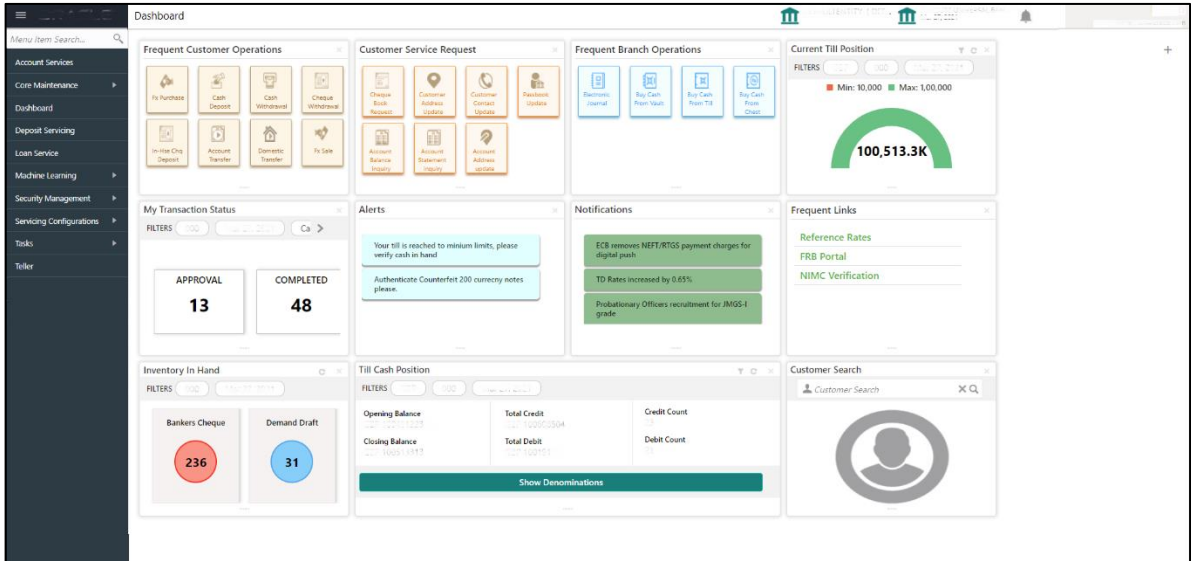 Dashboard
Menu Item Search...
Account Services
Core Maintenance
Dashboard
Deposit Servicing
Loan Service
Machine Learning
Security Management
Servicing Configurations
Tasks
Teller
Frequent Customer Operations
Fx Purchase
Cash
Deposit
Cash
Withdrawal
Cheque
Withdrawal
In-Hse Chq
Deposit
Account
Transfer
Domestic
Transfer
Fx Sale
Customer Service Request
Cheque
Book
Request
Customer
Address
Update
Customer
Contact
Update
Passbook
Update
Account
Balance
Inquiry
Account
Statement
Inquiry
Account
Address
update
Frequent Branch Operations
Electronic
Journal
Buy Cash
From Vault
Buy Cash
From Till
Buy Cash
From
Chest
Current Till Position
FILTERS
Min: 10,000 Max: 1,00,000
100,513.3K
My Transaction Status
FILTERS
Ca
APPROVAL
13
COMPLETED
48
Alerts
Your till is reached to minium limits, please
verify cash in hand
Authenticate Counterfeit 200 currecny notes
please.
Notifications
ECB removes NEFT/RTGS payment charges for
digital push
TD Rates increased by 0.65%
Probationary Officers recruitment for JMGS-I
grade
Frequent Links
Reference Rates
FRB Portal
NIMC Verification
Inventory In Hand
FILTERS
Bankers Cheque
236
Demand Draft
31
Till Cash Position
FILTERS
Opening Balance
Total Credit
Credit Count
Closing Balance
Total Debit
Debit Count
Show Denominations
Customer Search
Customer Search